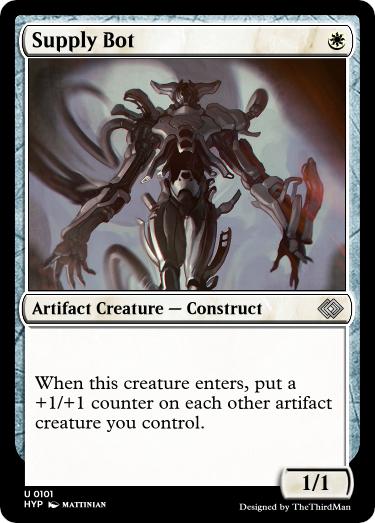 Supply Bot
Artifact Creature — Construct
When this creature enters, put a
+1/+1 counter on each other artifact
creature you control.
1/1
U 0101
HYP MATTINIAN
Designed by TheThirdMan